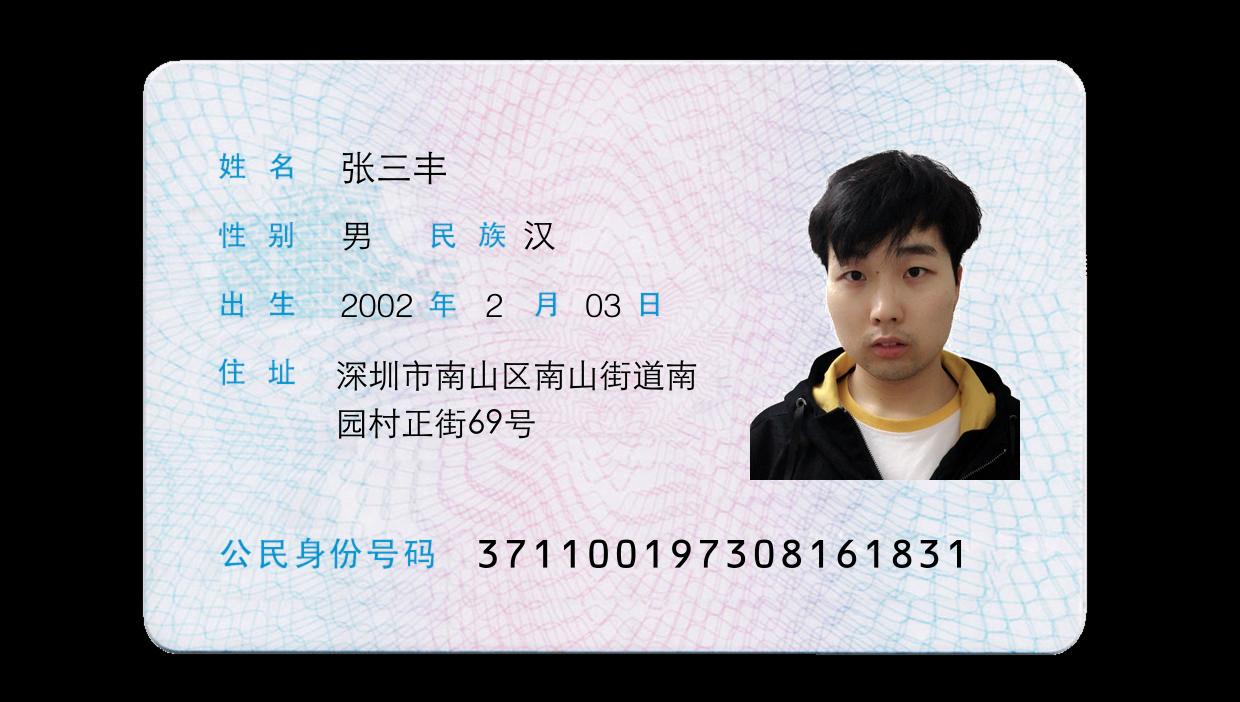 姓名 张三丰
性别 男 民族 汉
出生 2002 年 2 月 03 日
住址 深圳市南山区南山街道南
园村正街69号
公民身份号码 371100197308161831